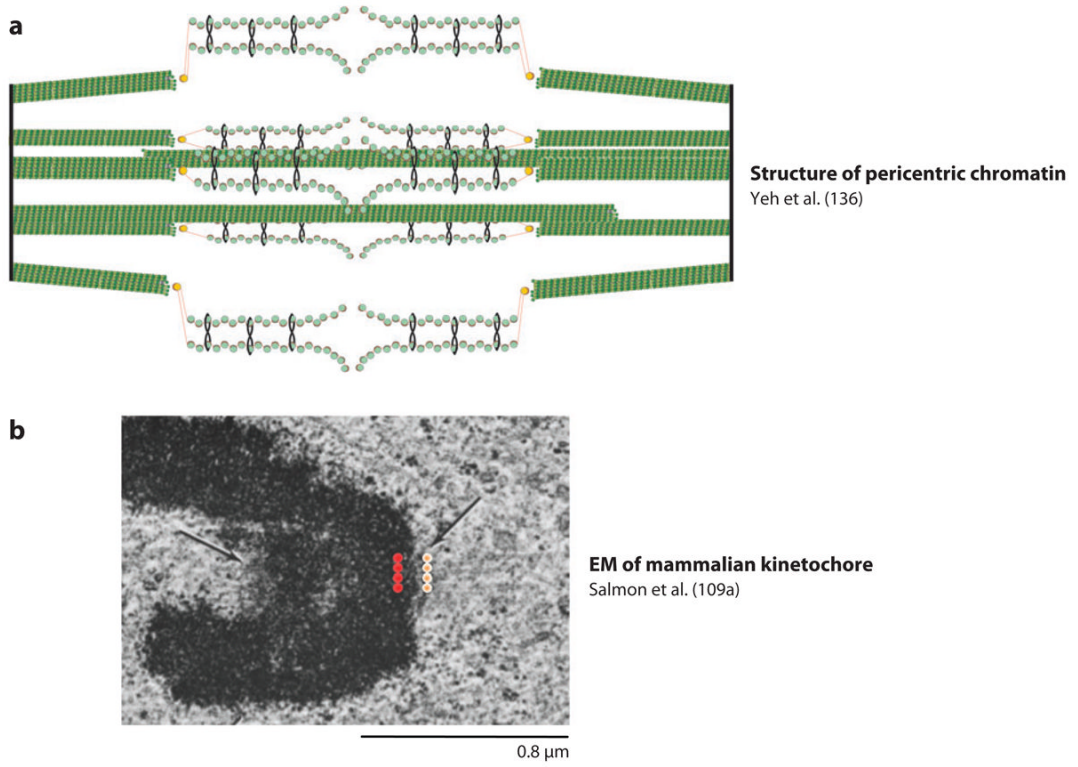 a
Structure of pericentric chromatin
Yeh et al. (136)
b
EM of mammalian kinetochore
Salmon et al. (109a)
0.8 μm